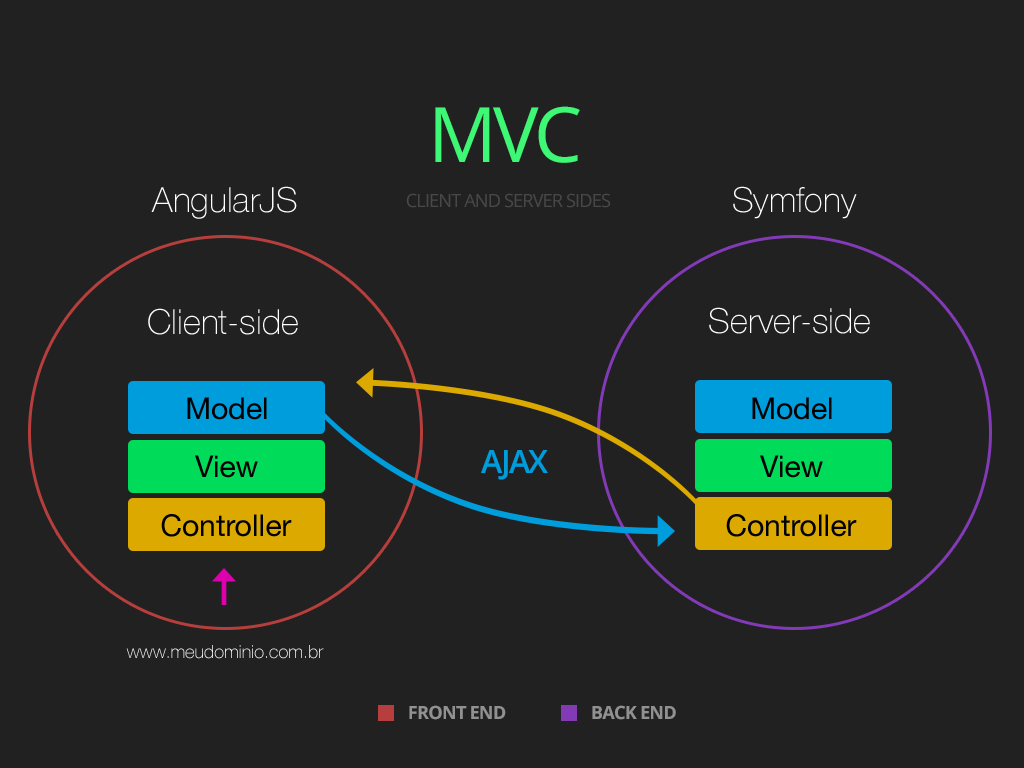 MVC
CLIENT AND SERVER SIDES
AngularJS
Symfony
Client-side
Model
View
Controller
AJAX
Server-side
Model
View
Controller
www.meudominio.com.br
FRONT END
BACK END